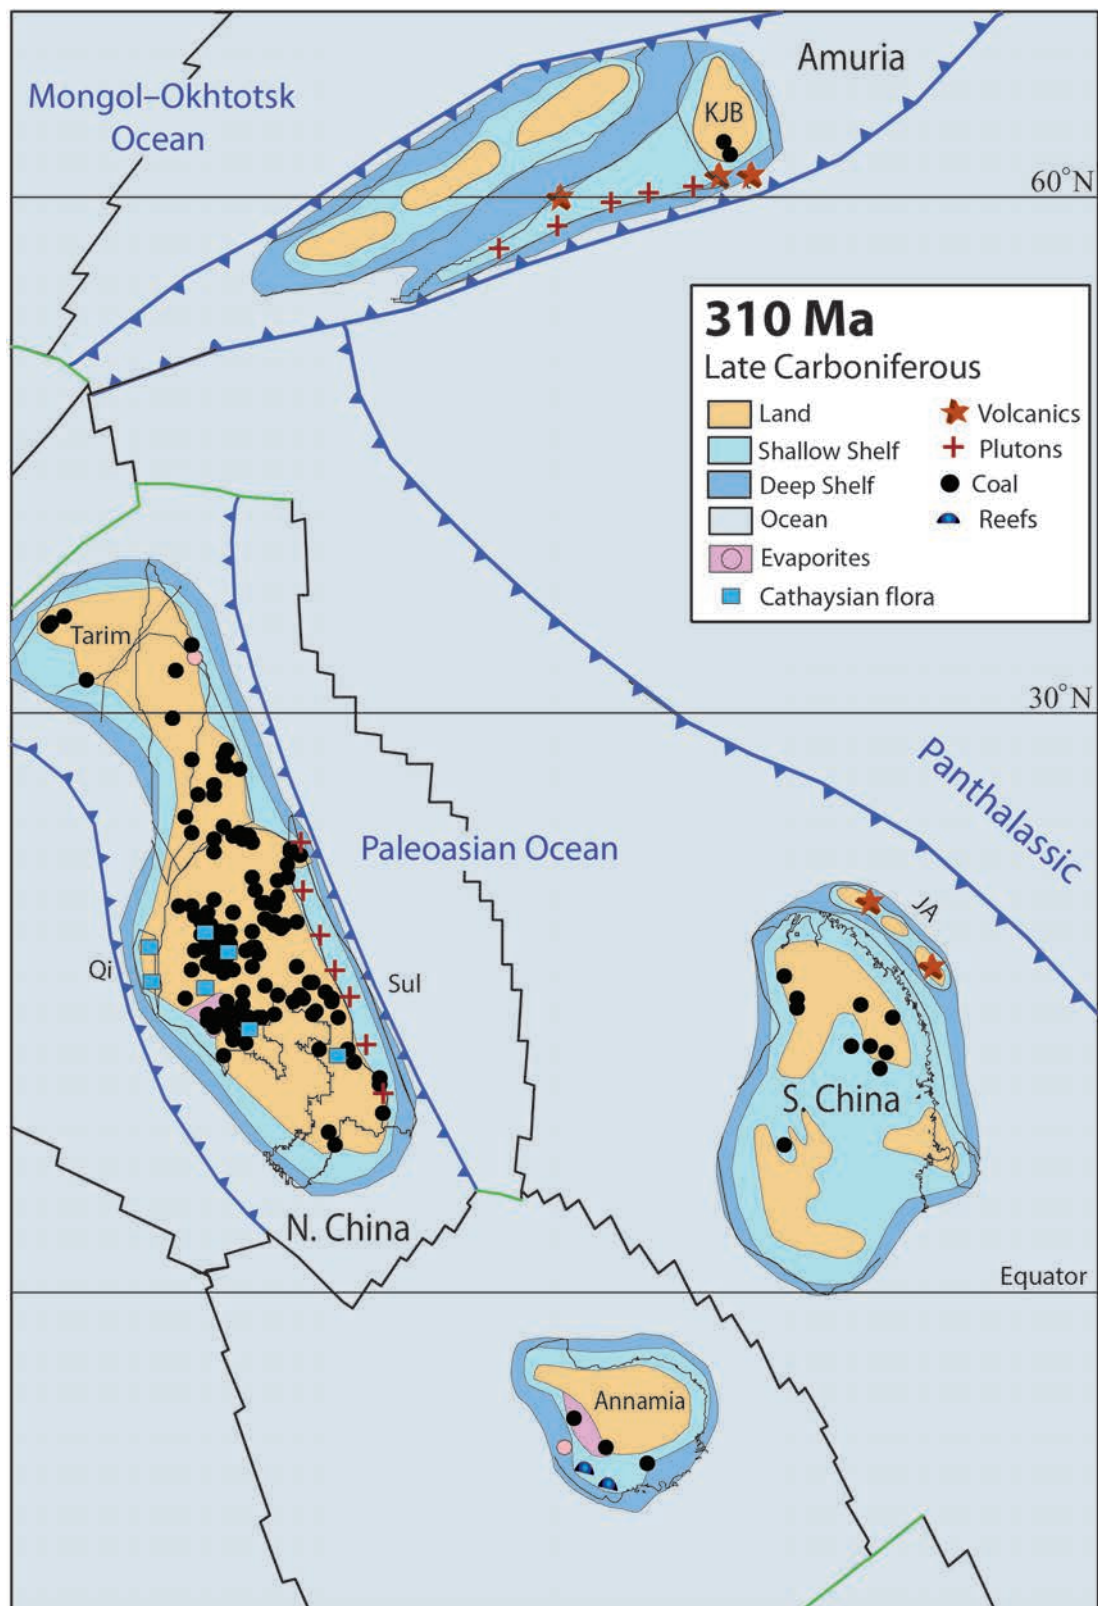 Amuria
Mongol–Okhtotsk
Ocean
KJB
60°N
310 Ma
Late Carboniferous
Land
Volcanics
Shallow Shelf
Plutons
Deep Shelf
Coal
Ocean
Reefs
Evaporites
Cathaysian flora
Tarim
30°N
Panthalassic
Paleoasian Ocean
JA
Qi
Sul
S. China
N. China
Equator
Annamia